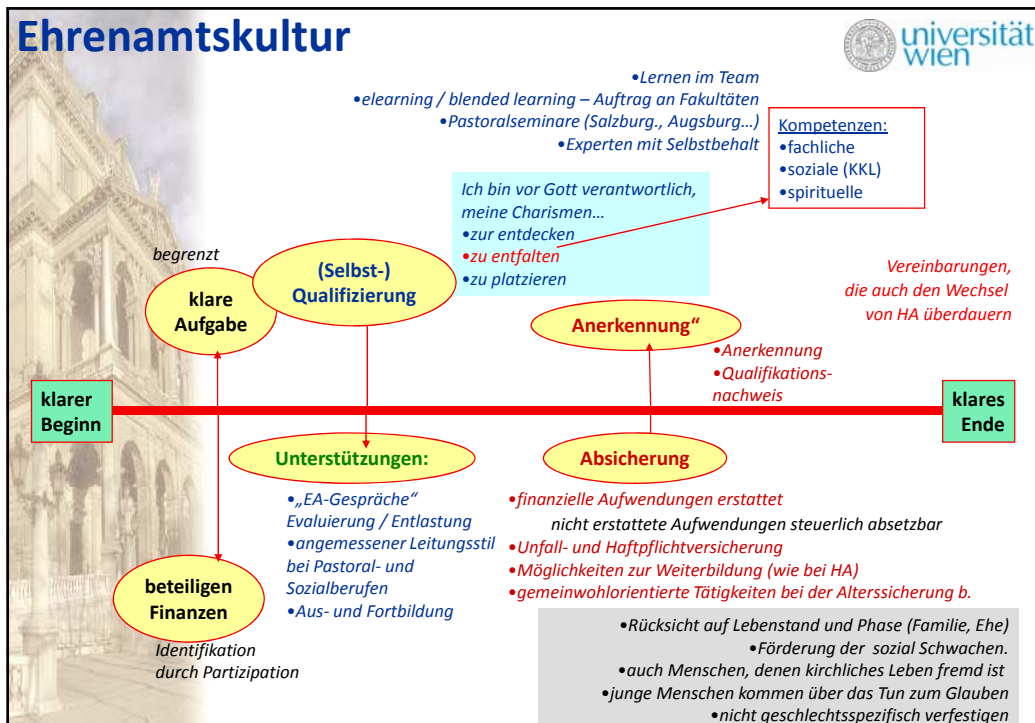 Ehrenamtskultur
universität
wien
•Lernen im Team
•elearning / blended learning – Auftrag an Fakultäten
•Pastoralseminare (Salzburg., Augsburg…)
•Experten mit Selbstbehalt
Kompetenzen:
•fachliche
•soziale (KKL)
•spirituelle
Ich bin vor Gott verantwortlich,
meine Charismen…
•zur entdecken
•zu entfalten
•zu platzieren
begrenzt
klare
Aufgabe
(Selbst-)
Qualifizierung
Vereinbarungen,
die auch den Wechsel
von HA überdauern
Anerkennung“
•Anerkennung
•Qualifikations-
nachweis
klarer
Beginn
klares
Ende
Unterstützungen:
•„EA-Gespräche“
Evaluierung / Entlastung
•angemessener Leitungsstil
bei Pastoral- und
Sozialberufen
•Aus- und Fortbildung
Absicherung
•finanzielle Aufwendungen erstattet
nicht erstattete Aufwendungen steuerlich absetzbar
•Unfall- und Haftpflichtversicherung
•Möglichkeiten zur Weiterbildung (wie bei HA)
•gemeinwohlorientierte Tätigkeiten bei der Alterssicherung b.
beteiligen
Finanzen
Identifikation
durch Partizipation
•Rücksicht auf Lebenstand und Phase (Familie, Ehe)
•Förderung der sozial Schwachen.
•auch Menschen, denen kirchliches Leben fremd ist
•junge Menschen kommen über das Tun zum Glauben
•nicht geschlechtsspezifisch verfestigen